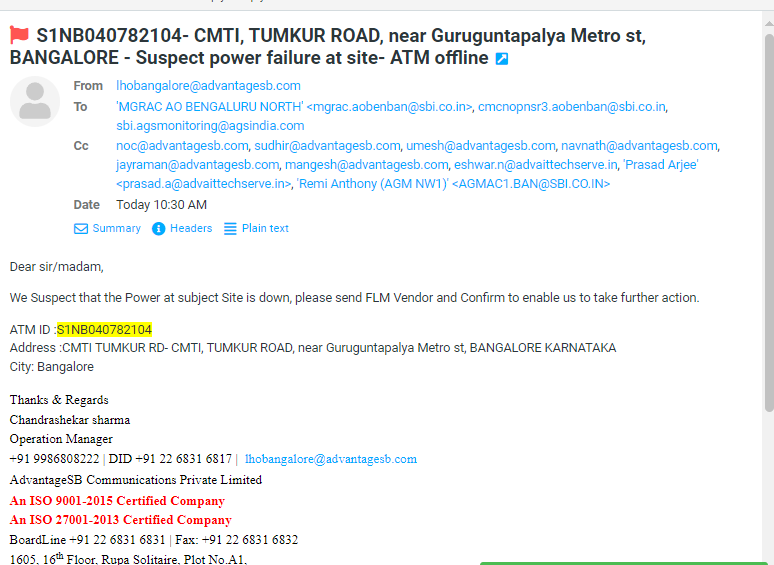 S1NB040782104- CMTI, TUMKUR ROAD, near Guruguntapalya Metro st,
BANGALORE - Suspect power failure at site- ATM offline
From lhobangalore@advantagesb.com
To 'MGRAC AO BENGALURU NORTH' <mgrac.aobenban@sbi.co.in>, cmcnopnsr3.aobenban@sbi.co.in,
sbi.agsmonitoring@agsindia.com
Cc noc@advantagesb.com, sudhir@advantagesb.com, umesh@advantagesb.com, navnath@advantagesb.com,
jayraman@advantagesb.com, mangesh@advantagesb.com, eshwar.n@advaittechserve.in, 'Prasad Arjee'
<prasad.a@advaittechserve.in>, 'Remi Anthony (AGM NW1)' <AGMAC1.BAN@SBI.CO.IN>
Date Today 10:30 AM
Summary Headers Plain text
Dear sir/madam,
We Suspect that the Power at subject Site is down, please send FLM Vendor and Confirm to enable us to take further action.
ATM ID :S1NB040782104
Address :CMTI TUMKUR RD- CMTI, TUMKUR ROAD, near Guruguntapalya Metro st, BANGALORE KARNATAKA
City: Bangalore
Thanks & Regards
Chandrashekar sharma
Operation Manager
+91 9986808222 | DID +91 22 6831 6817 | lhobangalore@advantagesb.com
AdvantageSB Communications Private Limited
An ISO 9001-2015 Certified Company
An ISO 27001-2013 Certified Company
BoardLine +91 22 6831 6831 | Fax: +91 22 6831 6832
1605, 16th Floor, Rupa Solitaire, Plot No.A1,